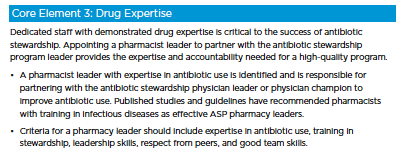 Core Element 3: Drug Expertise
Dedicated staff with demonstrated drug expertise is critical to the success of antibiotic
stewardship. Appointing a pharmacist leader to partner with the antibiotic stewardship
program leader provides the expertise and accountability needed for a high-quality program.
• A pharmacist leader with expertise in antibiotic use is identified and is responsible for
partnering with the antibiotic stewardship physician leader or physician champion to
improve antibiotic use. Published studies and guidelines have recommended pharmacists
with training in infectious diseases as effective ASP pharmacy leaders.
• Criteria for a pharmacy leader should include expertise in antibiotic use, training in
stewardship, leadership skills, respect from peers, and good team skills.